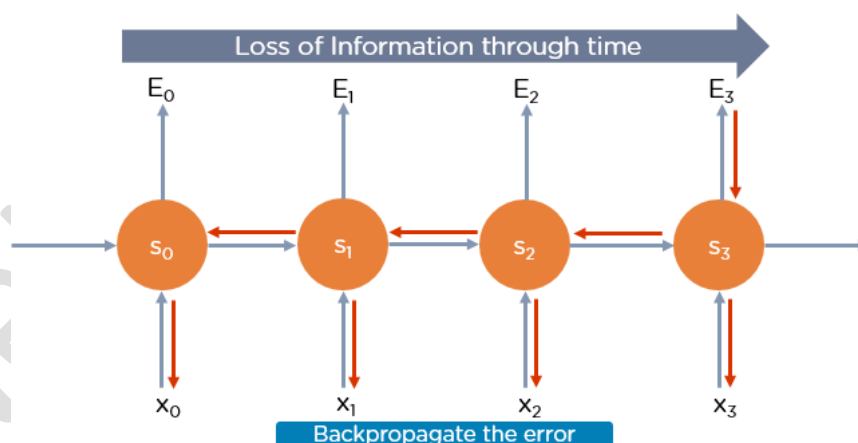 Loss of Information through time
E₀ E₁ E₂ E₃
s₀ s₁ s₂ s₃
x₀ x₁ x₂ x₃
Backpropagate the error